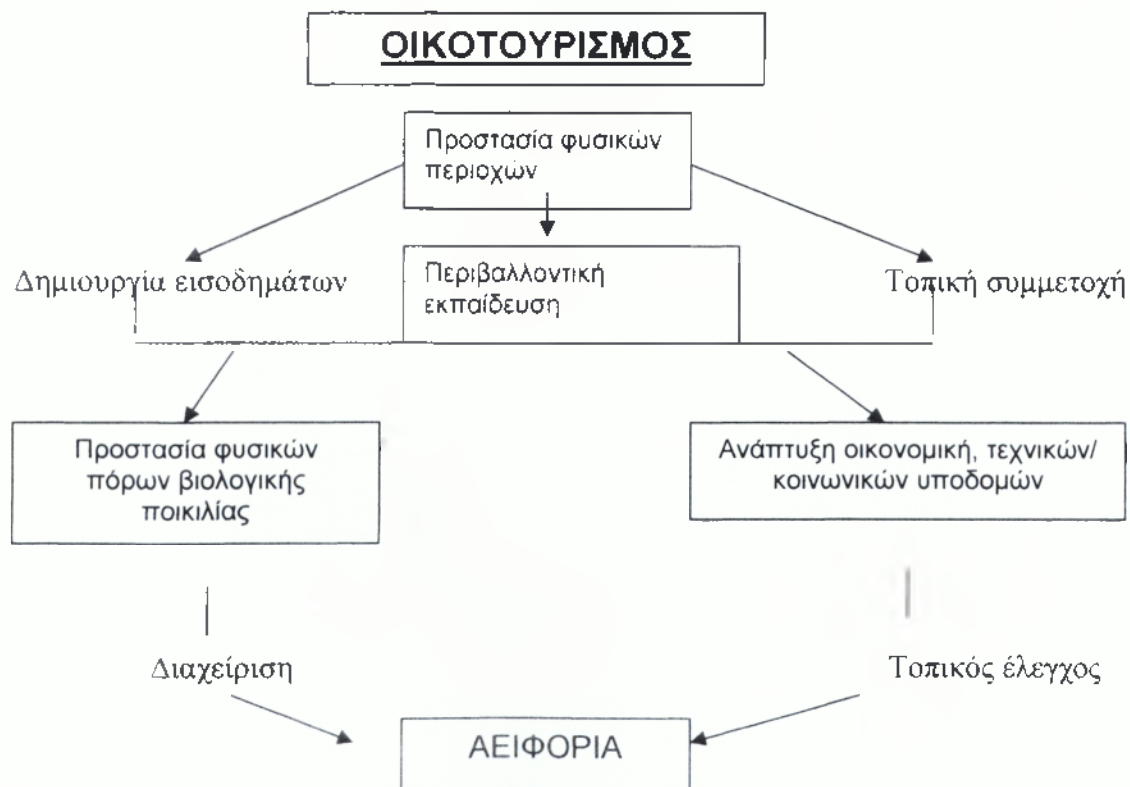 ΟΙΚΟΤΟΥΡΙΣΜΟΣ
Προστασία φυσικών
περιοχών
Δημιουργία εισοδημάτων
Περιβαλλοντική
εκπαίδευση
Τοπική συμμετοχή
Προστασία φυσικών
πόρων βιολογικής
ποικιλίας
Ανάπτυξη οικονομική, τεχνικών/
κοινωνικών υποδομών
Διαχείριση
Τοπικός έλεγχος
ΑΕΙΦΟΡΙΑ